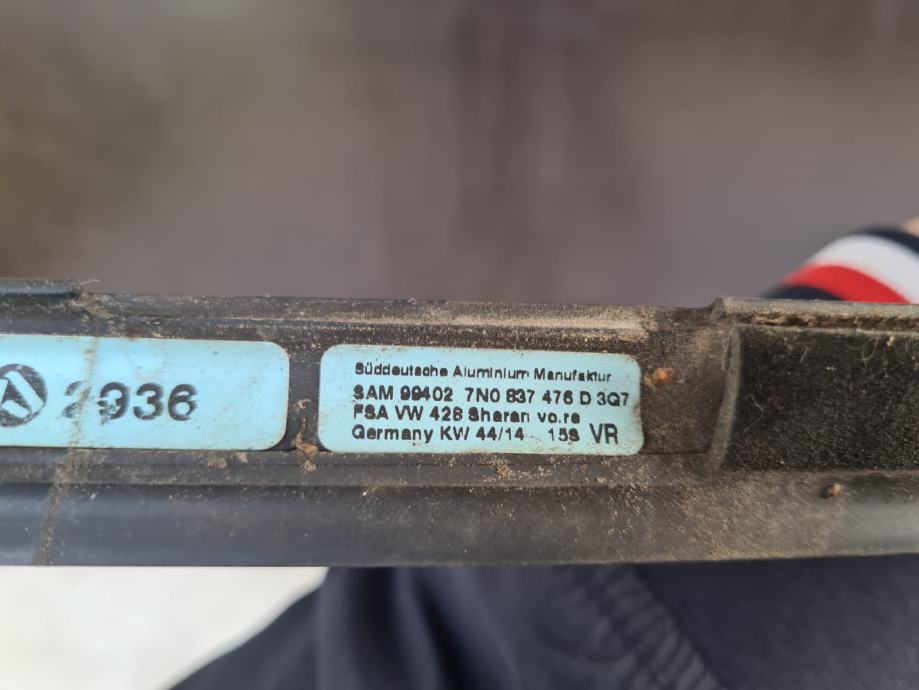 2936
Süddeutsche Aluminium Manufaktur
SAM 99402 7N0 837 476 D 3Q7
FSA VW 428 Sharan vo.re
Germany KW 44/14 15s VR